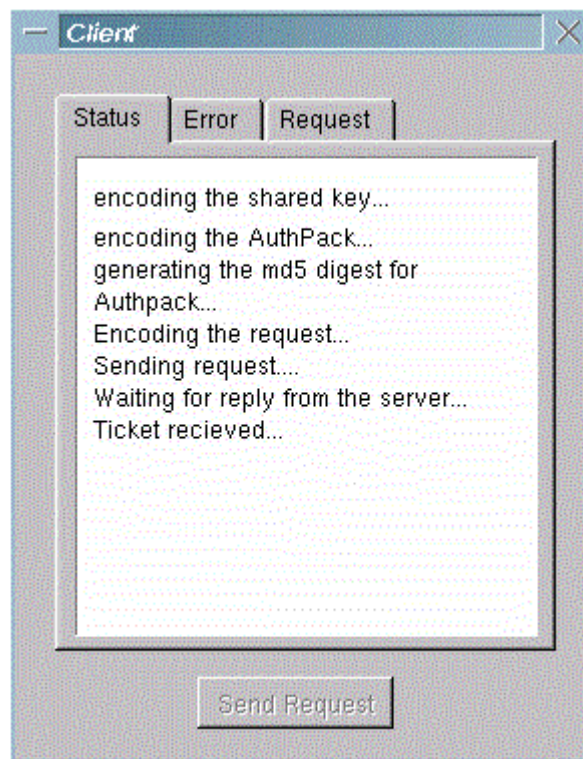 Client
Status Error Request
encoding the shared key...
encoding the AuthPack...
generating the md5 digest for
Authpack...
Encoding the request...
Sending request....
Waiting for reply from the server...
Ticket recieved...
Send Request